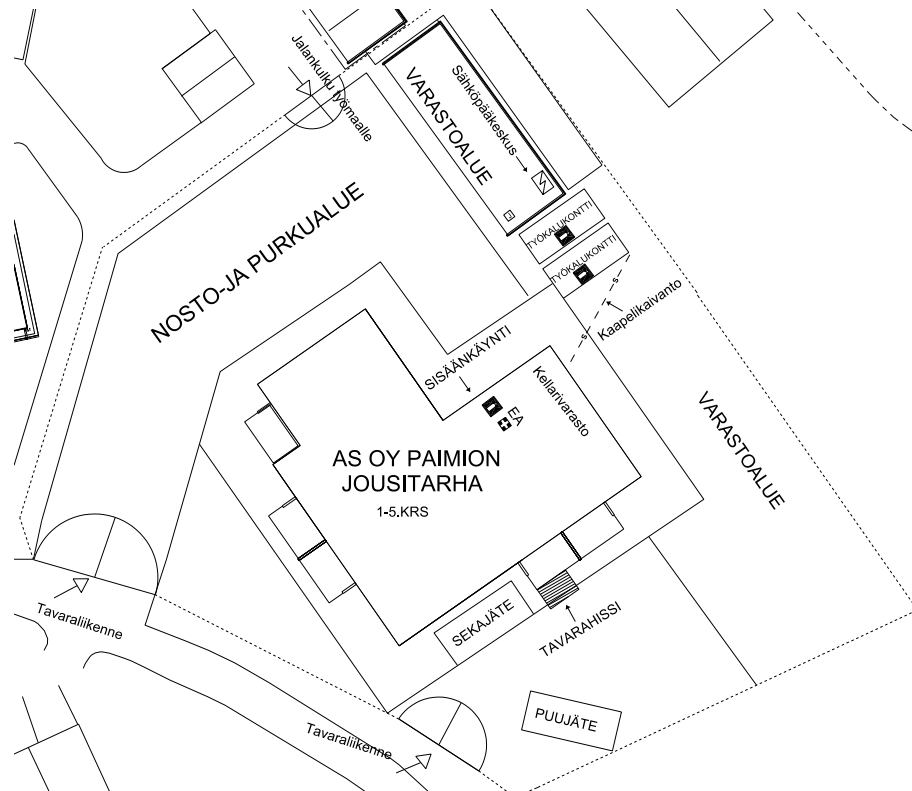 Jalankulku työmaalle
VARASTOALUE
Sähköpääkeskus
NOSTO-JA PURKUALUE
TYÖKALUKONTTI
TYÖKALUKONTTI
S
S
Kaapelikaivanto
SISÄÄNKÄYNTI
EA
Kellarivarasto
VARASTOALUE
AS OY PAIMION
JOUSITARHA
1-5.KRS
SEKAJÄTE
TAVARAHISSI
Tavaraliikenne
PUUJÄTE
Tavaraliikenne